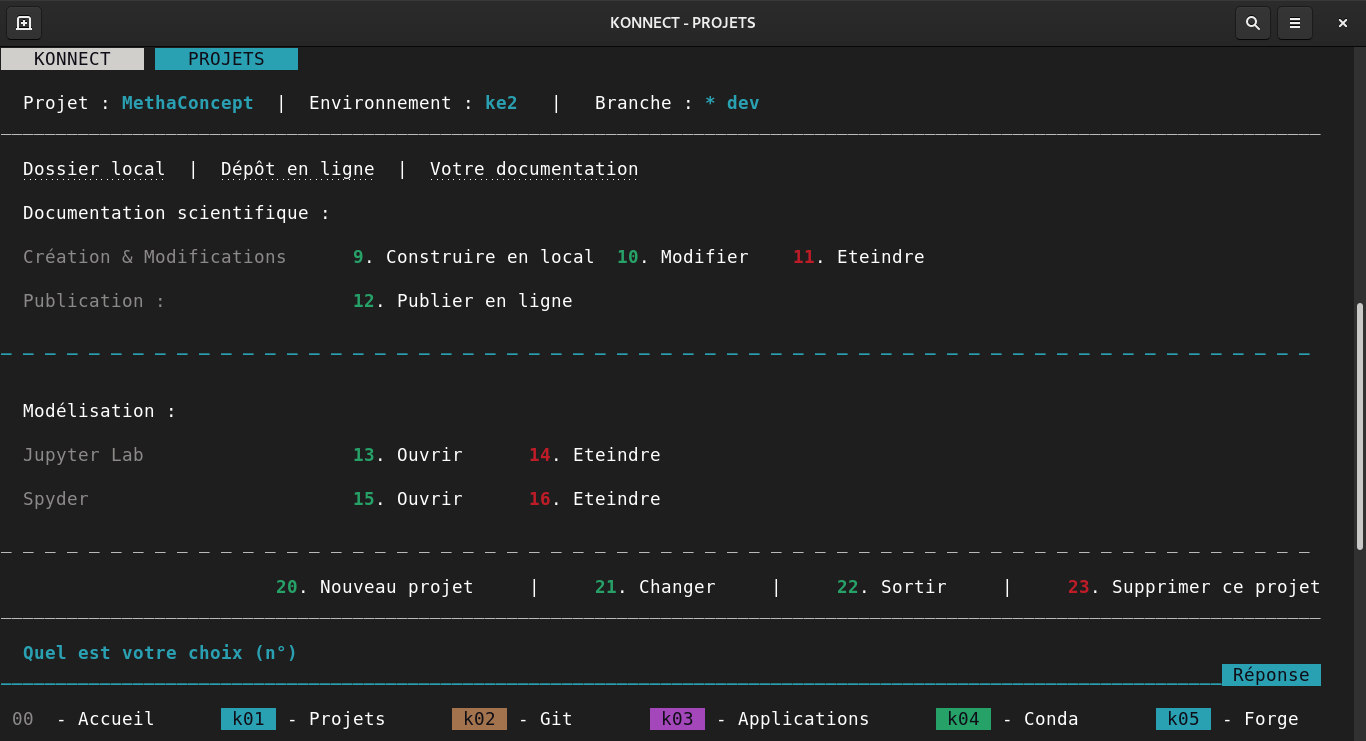 KONNECT - PROJETS
KONNECT PROJETS
Projet : MethaConcept | Environnement : ke2 | Branche : * dev
Dossier local | Dépôt en ligne | Votre documentation
Documentation scientifique :
Création & Modifications 9. Construire en local 10. Modifier 11. Eteindre
Publication : 12. Publier en ligne
Modélisation :
Jupyter Lab 13. Ouvrir 14. Eteindre
Spyder 15. Ouvrir 16. Eteindre
20. Nouveau projet | 21. Changer | 22. Sortir | 23. Supprimer ce projet
Quel est votre choix (n°)
Réponse
00 - Accueil k01 - Projets k02 - Git k03 - Applications k04 - Conda k05 - Forge